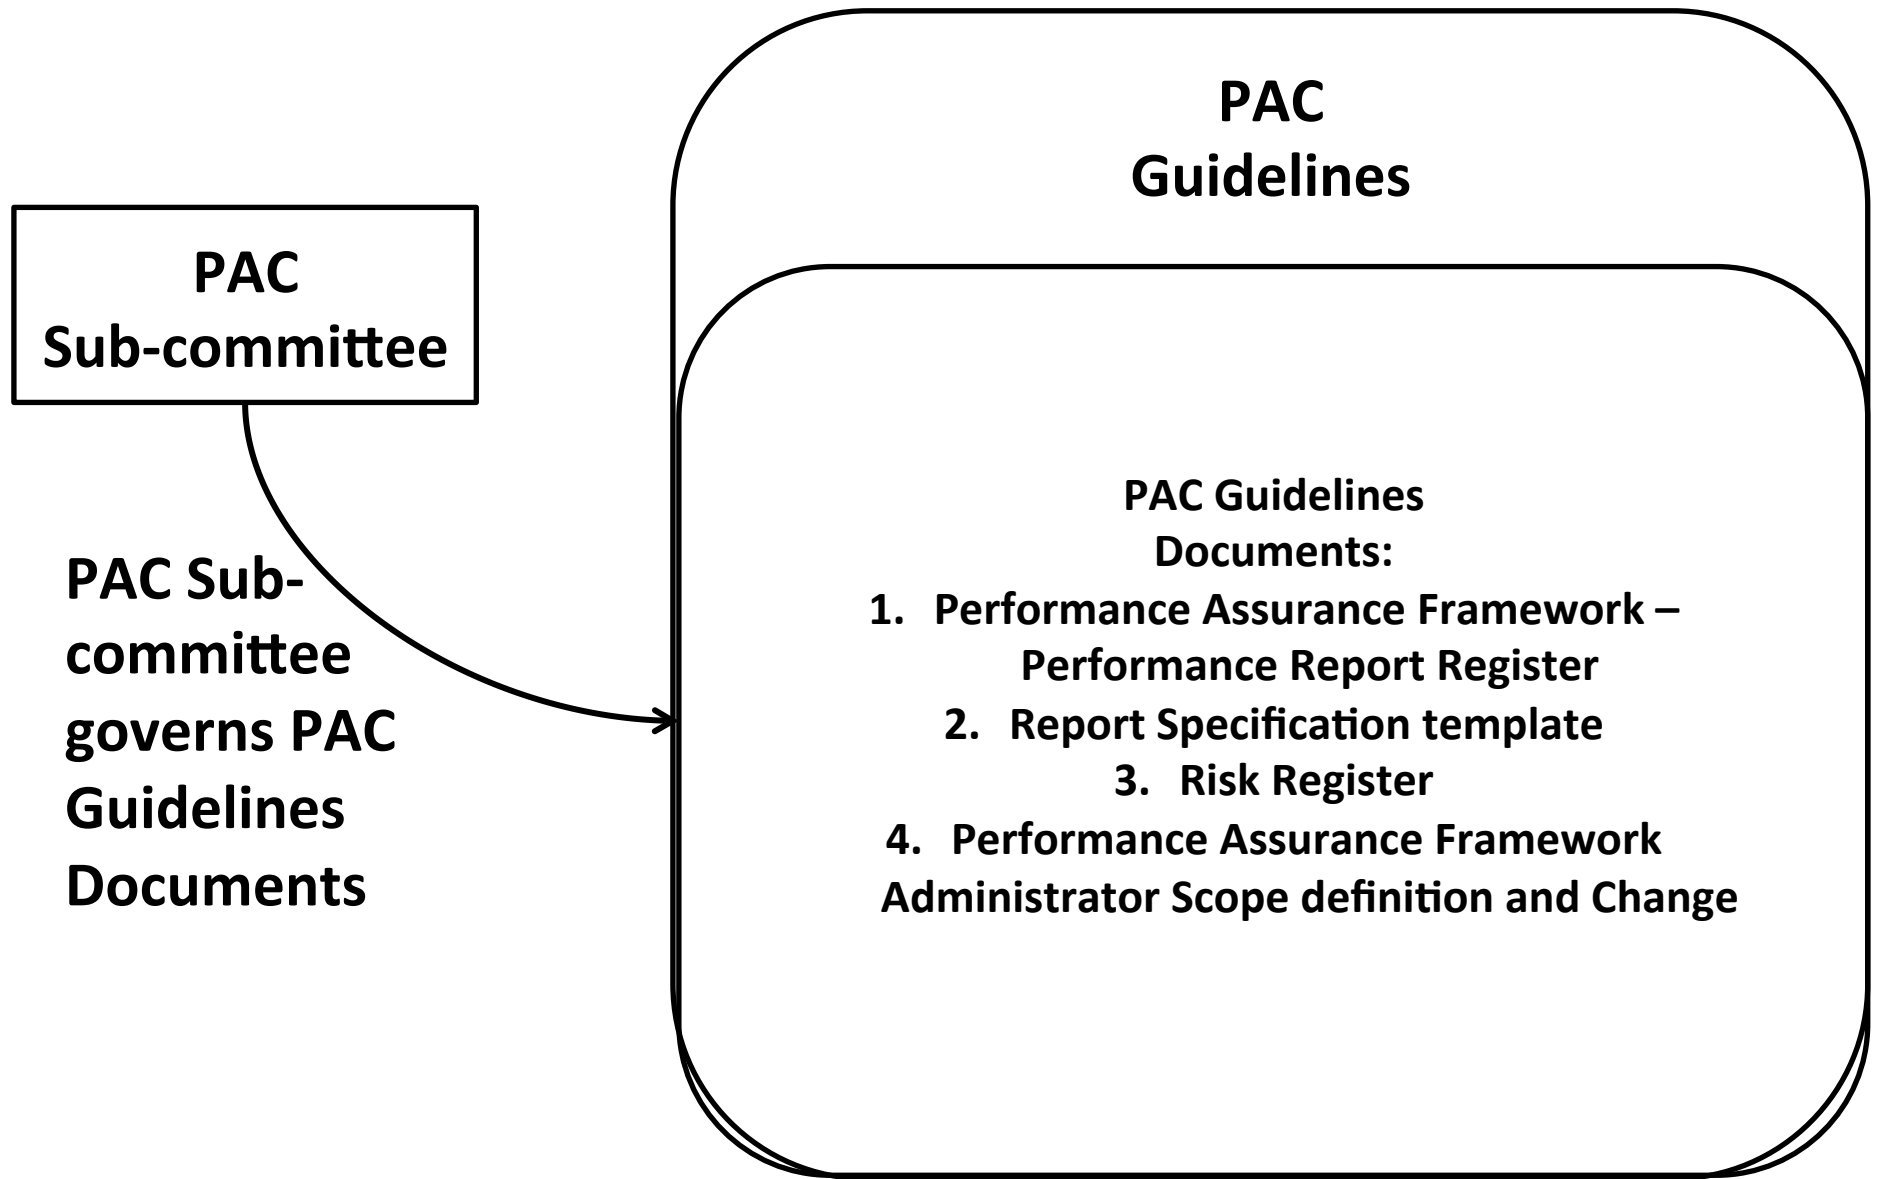 PAC
Guidelines
PAC
Sub-committee
PAC Sub-
committee
governs PAC
Guidelines
Documents
PAC Guidelines
Documents:
1. Performance Assurance Framework –
Performance Report Register
2. Report Specification template
3. Risk Register
4. Performance Assurance Framework
Administrator Scope definition and Change